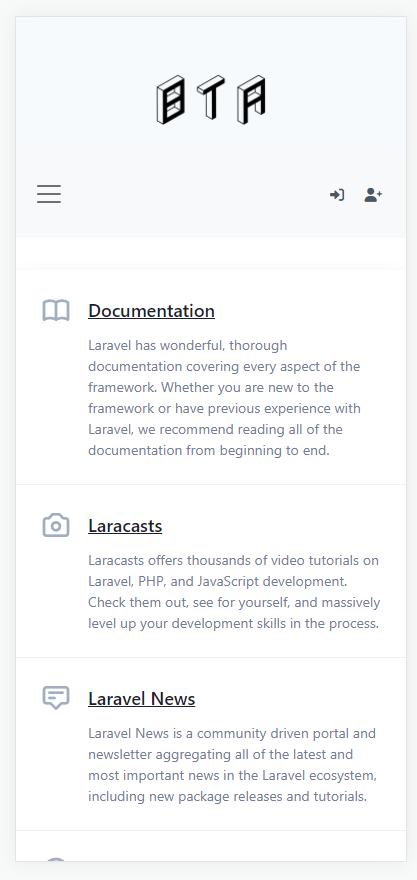 BTA
Documentation
Laravel has wonderful, thorough
documentation covering every aspect of the
framework. Whether you are new to the
framework or have previous experience with
Laravel, we recommend reading all of the
documentation from beginning to end.
Laracasts
Laracasts offers thousands of video tutorials on
Laravel, PHP, and JavaScript development.
Check them out, see for yourself, and massively
level up your development skills in the process.
Laravel News
Laravel News is a community driven portal and
newsletter aggregating all of the latest and
most important news in the Laravel ecosystem,
including new package releases and tutorials.